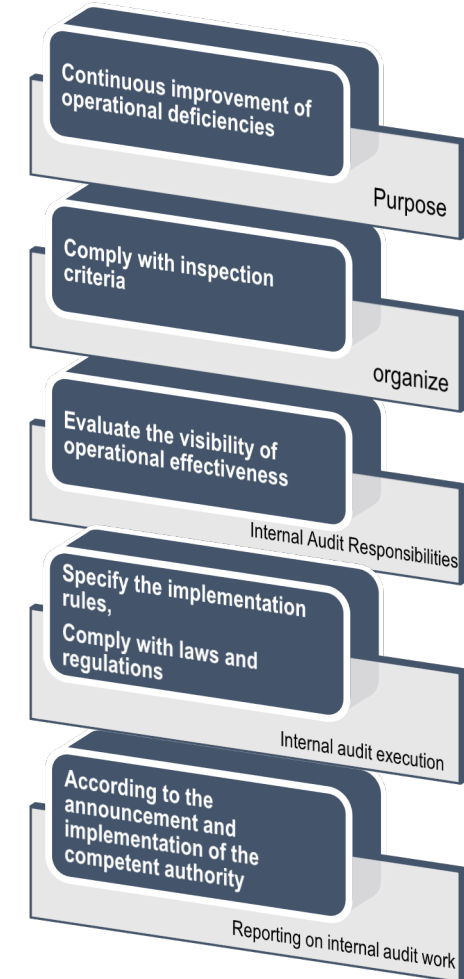 Continuous improvement of
operational deficiencies
Purpose
Comply with inspection
criteria
organize
Evaluate the visibility of
operational effectiveness
Internal Audit Responsibilities
Specify the implementation
rules,
Comply with laws and
regulations
Internal audit execution
According to the
announcement and
implementation of the
competent authority
Reporting on internal audit work